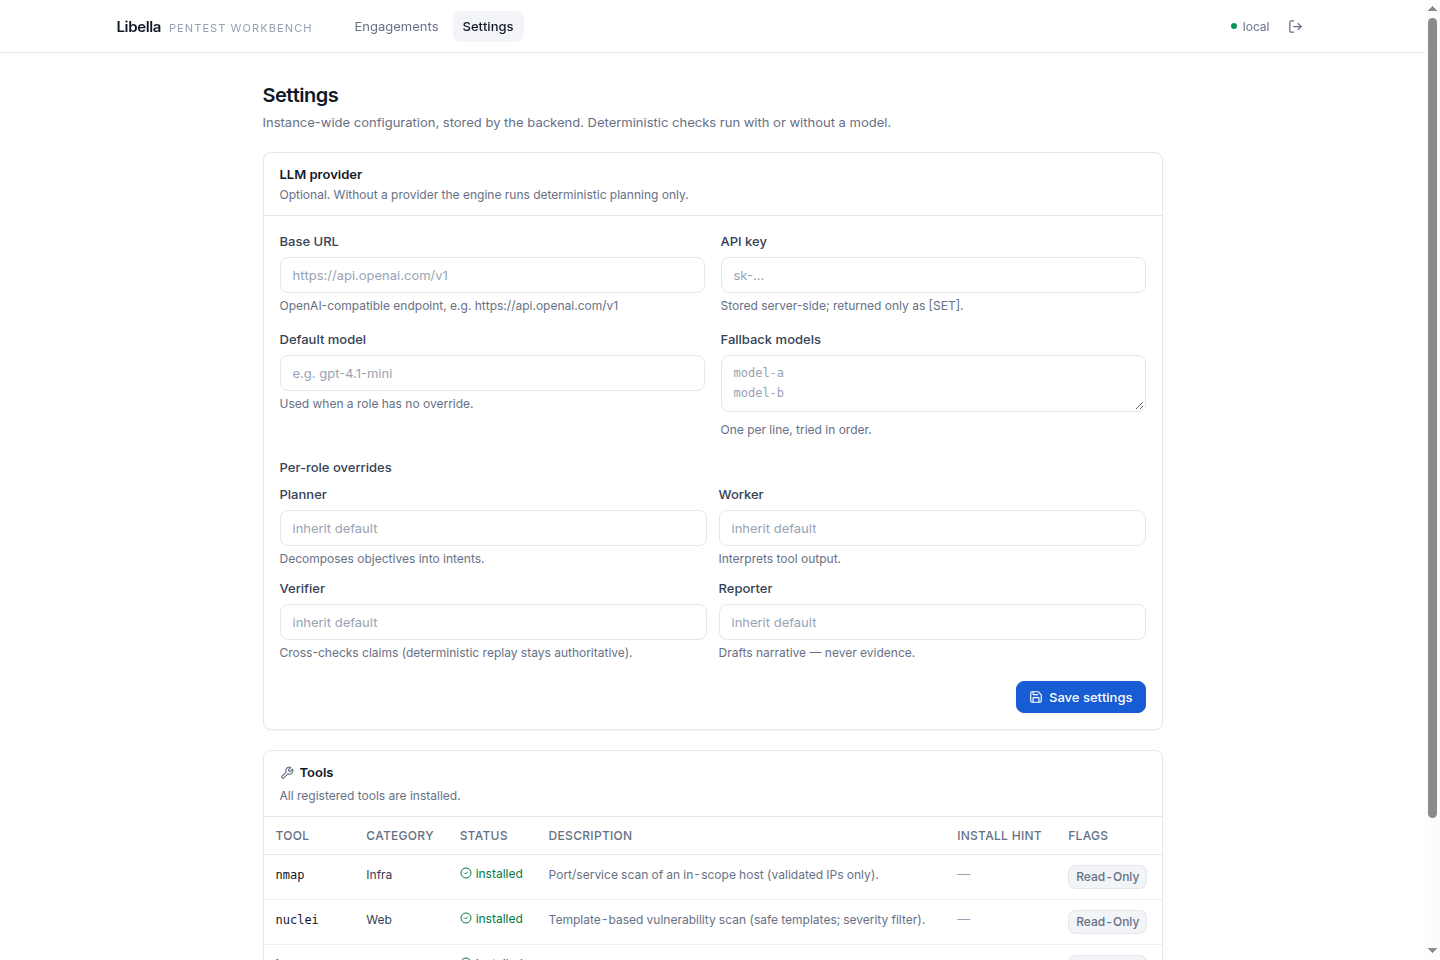 Libella PENTEST WORKBENCH Engagements Settings local
Settings
Instance-wide configuration, stored by the backend. Deterministic checks run with or without a model.
LLM provider
Optional. Without a provider the engine runs deterministic planning only.
Base URL
https://api.openai.com/v1
OpenAI-compatible endpoint, e.g. https://api.openai.com/v1
API key
sk-...
Stored server-side; returned only as [SET].
Default model
e.g. gpt-4.1-mini
Used when a role has no override.
Fallback models
model-a
model-b
One per line, tried in order.
Per-role overrides
Planner
inherit default
Decomposes objectives into intents.
Worker
inherit default
Interprets tool output.
Verifier
inherit default
Cross-checks claims (deterministic replay stays authoritative).
Reporter
inherit default
Drafts narrative — never evidence.
Save settings
Tools
All registered tools are installed.
TOOL CATEGORY STATUS DESCRIPTION INSTALL HINT FLAGS
nmap Infra installed Port/service scan of an in-scope host (validated IPs only). — Read-Only
nuclei Web installed Template-based vulnerability scan (safe templates; severity filter). — Read-Only